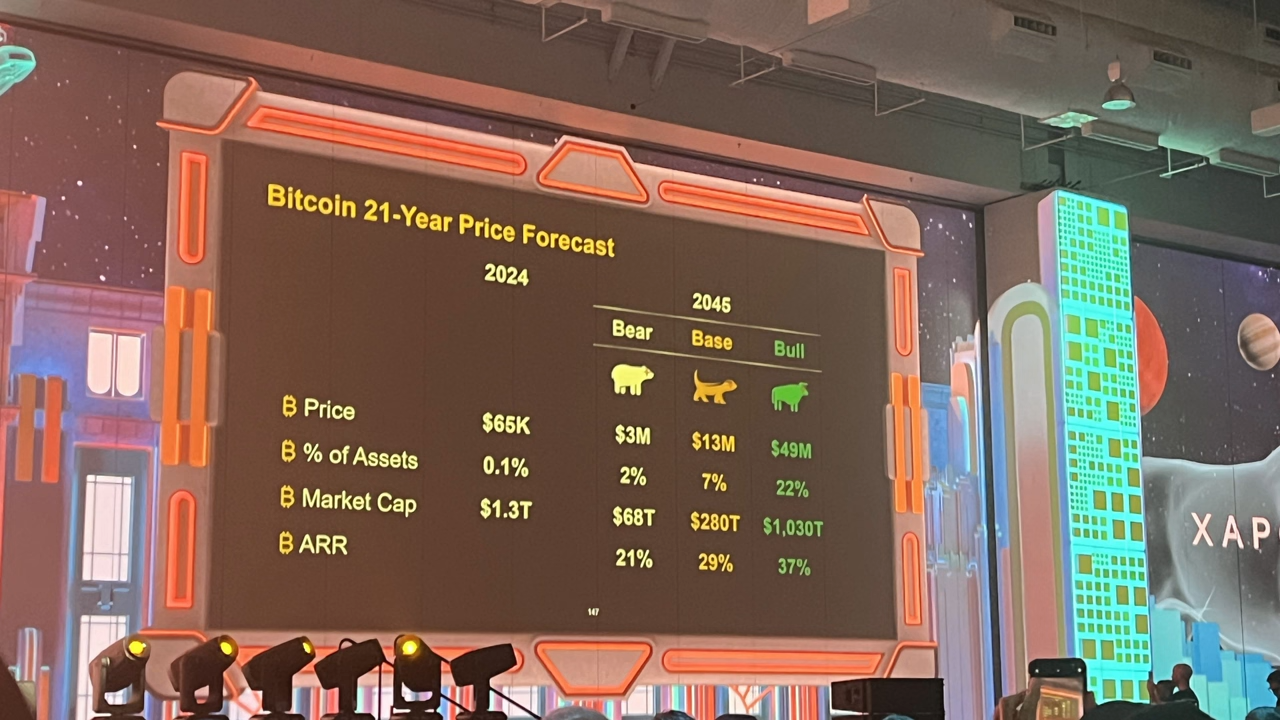 Bitcoin 21-Year Price Forecast
2024
2045
Bear Base Bull
₿ Price $65K $3M $13M $49M
₿ % of Assets 0.1% 2% 7% 22%
₿ Market Cap $1.3T $68T $280T $1,030T
₿ ARR 21% 29% 37%
147